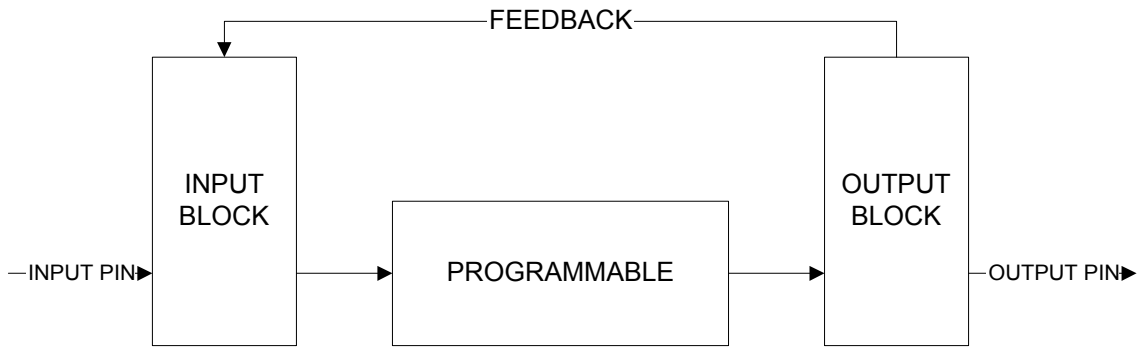 FEEDBACK
INPUT
BLOCK
OUTPUT
BLOCK
INPUT PIN
PROGRAMMABLE
OUTPUT PIN